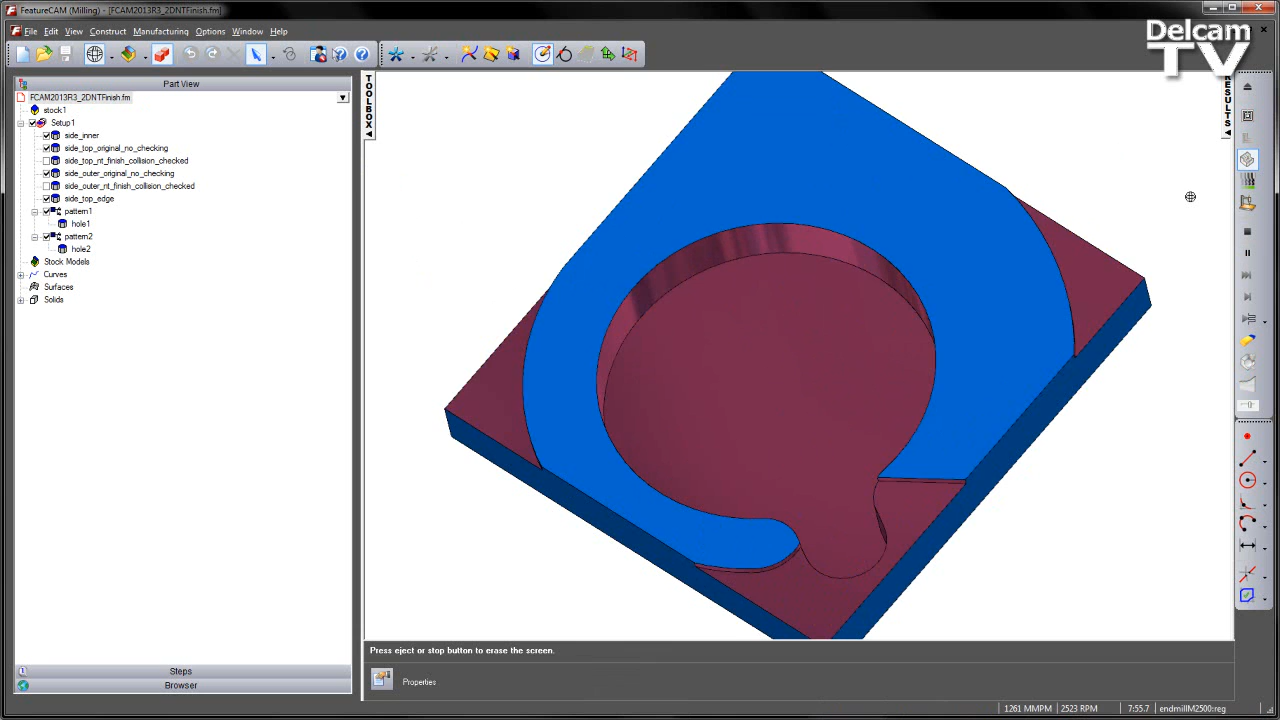 FeatureCAM (Milling) - [FCAM2013R3_2DNTFinish.fm]
File Edit View Construct Manufacturing Options Window Help
Delcam
TV
Part View
FCAM2013R3_2DNTFinish.fm
stock1
Setup1
side_inner
side_top_original_no_checking
side_top_nt_finish_collision_checked
side_outer_original_no_checking
side_outer_nt_finish_collision_checked
side_top_edge
pattern1
hole1
pattern2
hole2
Stock Models
Curves
Surfaces
Solids
Steps
Browser
TOOLBOX
RESULTS
Press eject or stop button to erase the screen.
Properties
1261 MMPM 2523 RPM 7:55.7 endmillM2500:reg